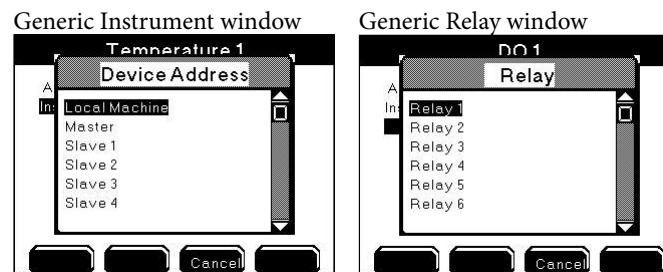 Generic Instrument window
Temperature 1
Device Address
A
In
Local Machine
Master
Slave 1
Slave 2
Slave 3
Slave 4
Cancel
Generic Relay window
DO 1
Relay
A
In
Relay 1
Relay 2
Relay 3
Relay 4
Relay 5
Relay 6
Cancel